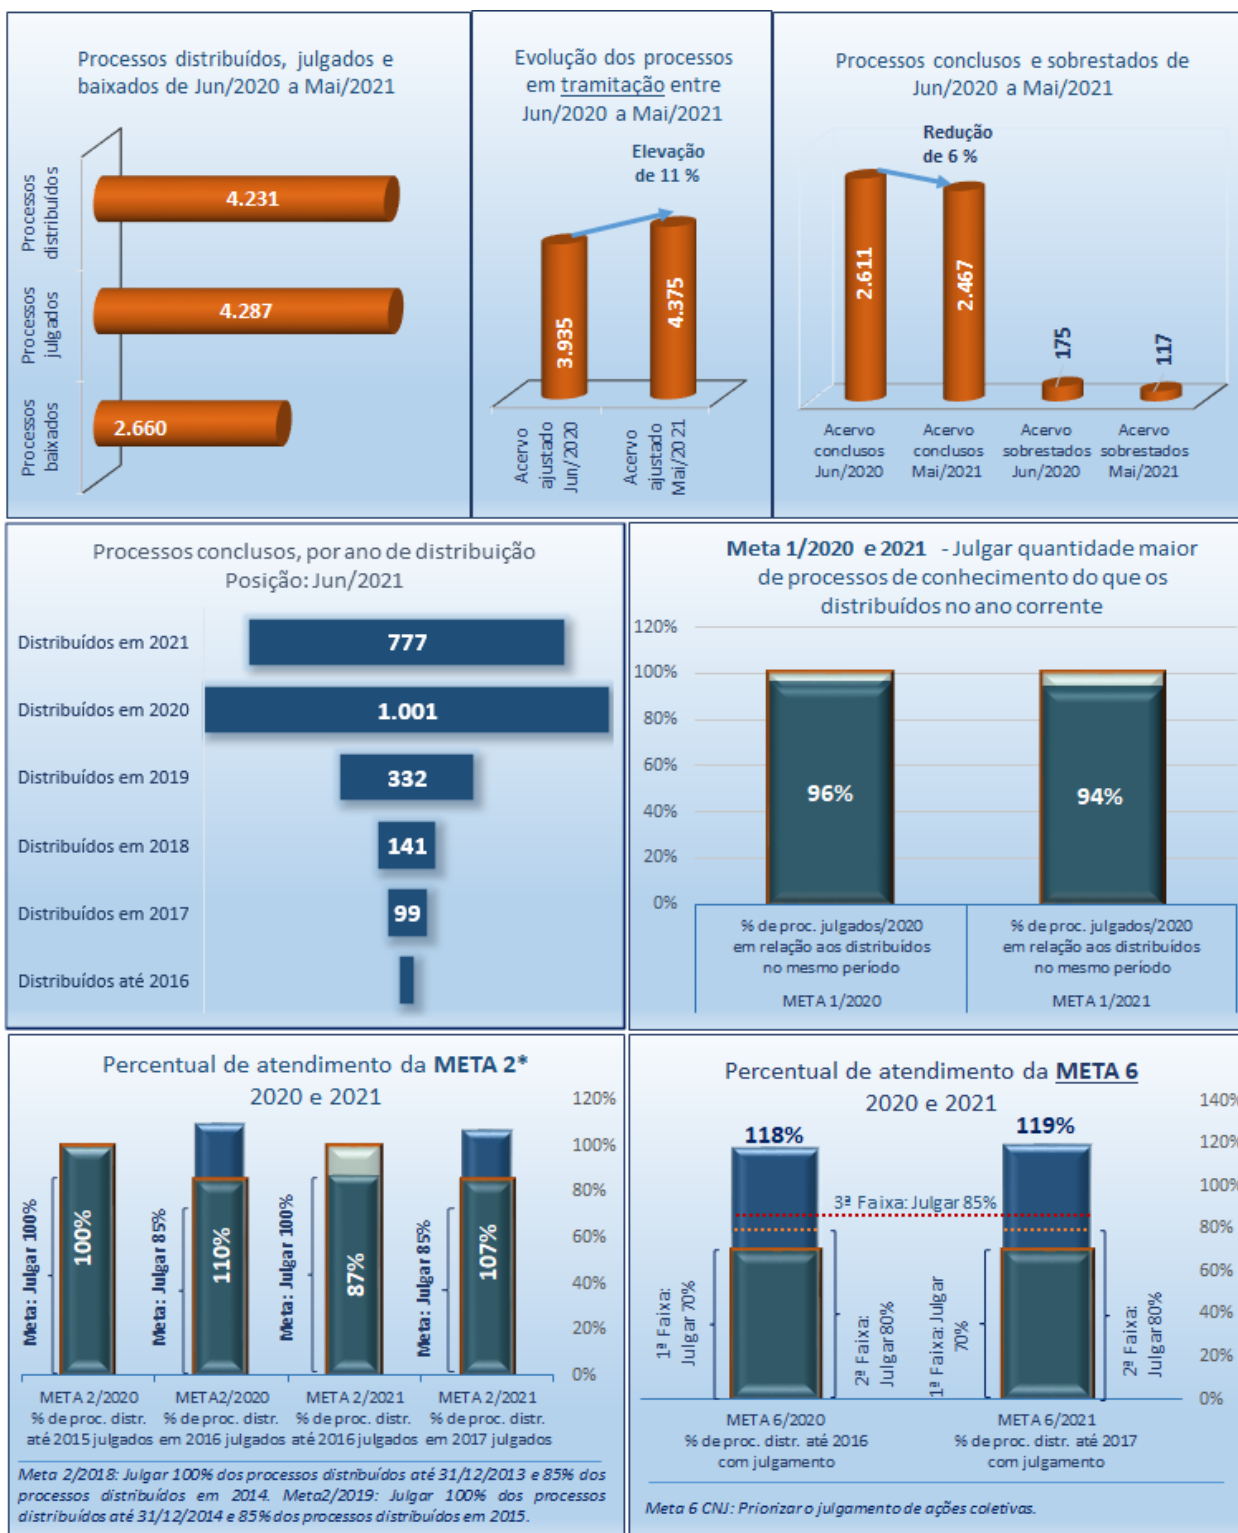 Processos distribuídos, julgados e
baixados de Jun/2020 a Mai/2021
Processos
distribuídos
4.231
Processos
julgados
4.287
Processos
baixados
2.660
Evolução dos processos
em tramitação entre
Jun/2020 a Mai/2021
Elevação
de 11 %
3.935
4.375
Acervo
ajustado
Jun/2020
Acervo
ajustado
Mai/2021
Processos conclusos e sobrestados de
Jun/2020 a Mai/2021
Redução
de 6 %
2.611
2.467
175
117
Acervo
conclusos
Jun/2020
Acervo
conclusos
Mai/2021
Acervo
sobrestados
Jun/2020
Acervo
sobrestados
Mai/2021
Processos conclusos, por ano de distribuição
Posição: Jun/2021
Distribuídos em 2021
777
Distribuídos em 2020
1.001
Distribuídos em 2019
332
Distribuídos em 2018
141
Distribuídos em 2017
99
Distribuídos até 2016
Meta 1/2020 e 2021 - Julgar quantidade maior
de processos de conhecimento do que os
distribuídos no ano corrente
120%
100%
80%
60%
40%
20%
0%
96%
94%
% de proc. julgados/2020
em relação aos distribuídos
no mesmo período
META 1/2020
% de proc. julgados/2020
em relação aos distribuídos
no mesmo período
META 1/2021
Percentual de atendimento da META 2*
2020 e 2021
120%
100%
80%
60%
40%
20%
0%
Meta: Julgar 100%
100%
Meta: Julgar 85%
110%
Meta: Julgar 100%
87%
Meta: Julgar 85%
107%
META 2/2020
% de proc. distr.
até 2015 julgados
META2/2020
% de proc. distr.
em 2016 julgados
META 2/2021
% de proc. distr.
até 2016 julgados
META 2/2021
% de proc. distr.
em 2017 julgados
Meta 2/2018: Julgar 100% dos processos distribuídos até 31/12/2013 e 85% dos
processos distribuídos em 2014. Meta2/2019: Julgar 100% dos processos
distribuídos até 31/12/2014 e 85% dos processos distribuídos em 2015.
Percentual de atendimento da META 6
2020 e 2021
140%
120%
100%
80%
60%
40%
20%
0%
118%
119%
3ª Faixa: Julgar 85%
1ª Faixa:
Julgar 70%
2ª Faixa:
Julgar 80%
1ª Faixa: Julgar
70%
2ª Faixa:
Julgar 80%
META 6/2020
% de proc. distr. até 2016
com julgamento
META 6/2021
% de proc. distr. até 2017
com julgamento
Meta 6 CNJ: Priorizar o julgamento de ações coletivas.